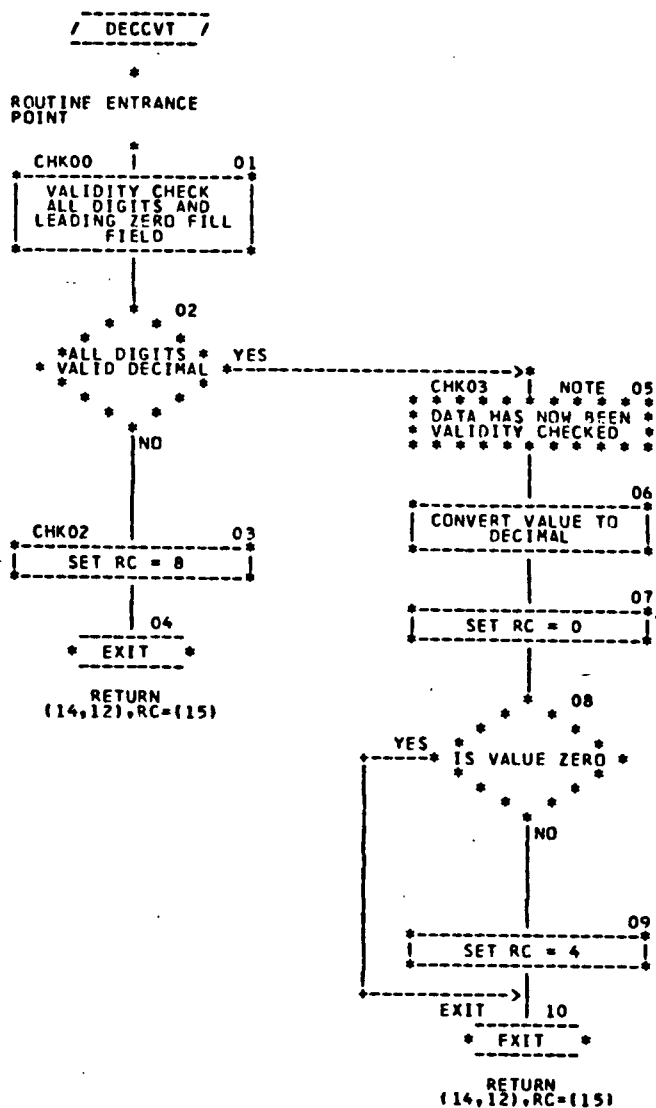 / DECCVT /
ROUTINE ENTRANCE
POINT
CHK00 01
VALIDITY CHECK
ALL DIGITS AND
LEADING ZERO FILL
FIELD
02
ALL DIGITS
VALID DECIMAL
YES
NO
CHK02 03
SET RC = 8
04
EXIT
RETURN
(14,12),RC=(15)
CHK03 NOTE 05
DATA HAS NOW BEEN
VALIDITY CHECKED
06
CONVERT VALUE TO
DECIMAL
07
SET RC = 0
08
IS VALUE ZERO
YES
NO
09
SET RC = 4
EXIT 10
FXIT
RETURN
(14,12),RC=(15)